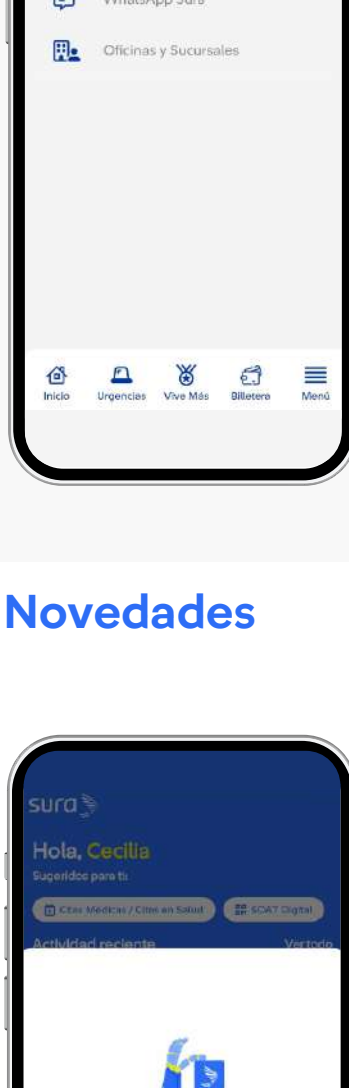 WhatsApp Sura
Oficinas y Sucursales
Inicio Urgencias Vive Más Billetera Menú
Novedades
sura
Hola, Cecilia
Sugeridos para ti:
Citas Médicas / Citas en Salud SOAT Digital
Actividad reciente Ver todo